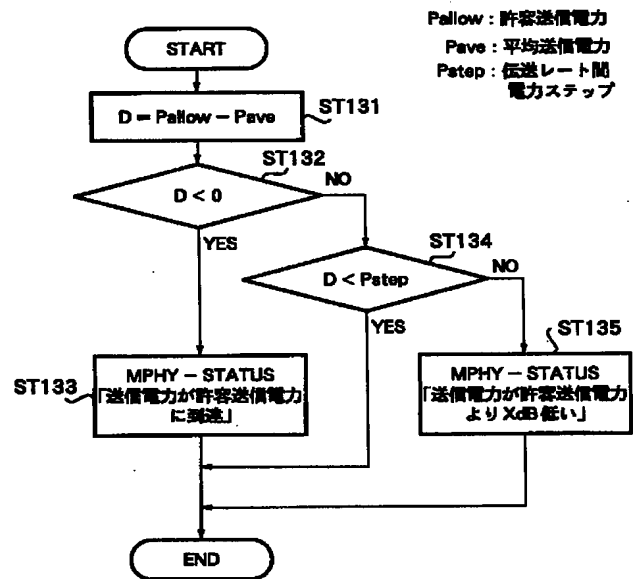 Pallow：許容送信電力
Pave：平均送信電力
Pstep：伝送レート間
電力ステップ
START
D = Pallow − Pave
ST131
ST132
D < 0
NO
YES
ST134
D < Pstep
NO
YES
ST133
MPHY − STATUS
「送信電力が許容送信電力
に到達」
ST135
MPHY − STATUS
「送信電力が許容送信電力
よりXdB低い」
END